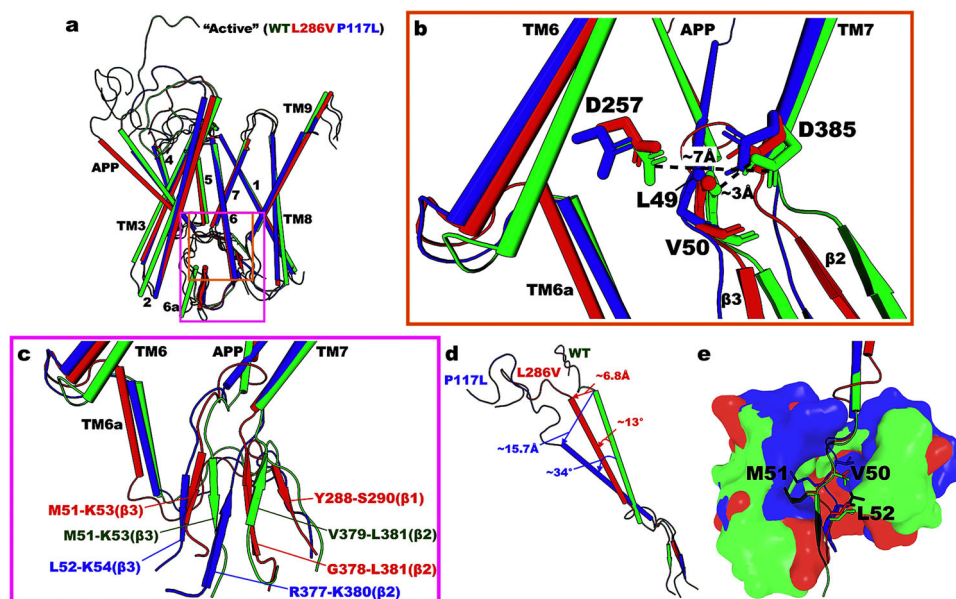 a
"Active" (WT L286V P117L)
TM9
APP
4
5
7
1
6
TM3
TM8
2
6a
b
TM6
APP
TM7
D257
D385
~7Å
L49
~3Å
V50
TM6a
β3
β2
c
TM6
APP
TM7
TM6a
M51-K53(β3)
M51-K53(β3)
L52-K54(β3)
Y288-S290(β1)
V379-L381(β2)
G378-L381(β2)
R377-K380(β2)
d
WT
L286V
P117L
~6.8Å
~13°
~15.7Å
~34°
e
M51
V50
L52